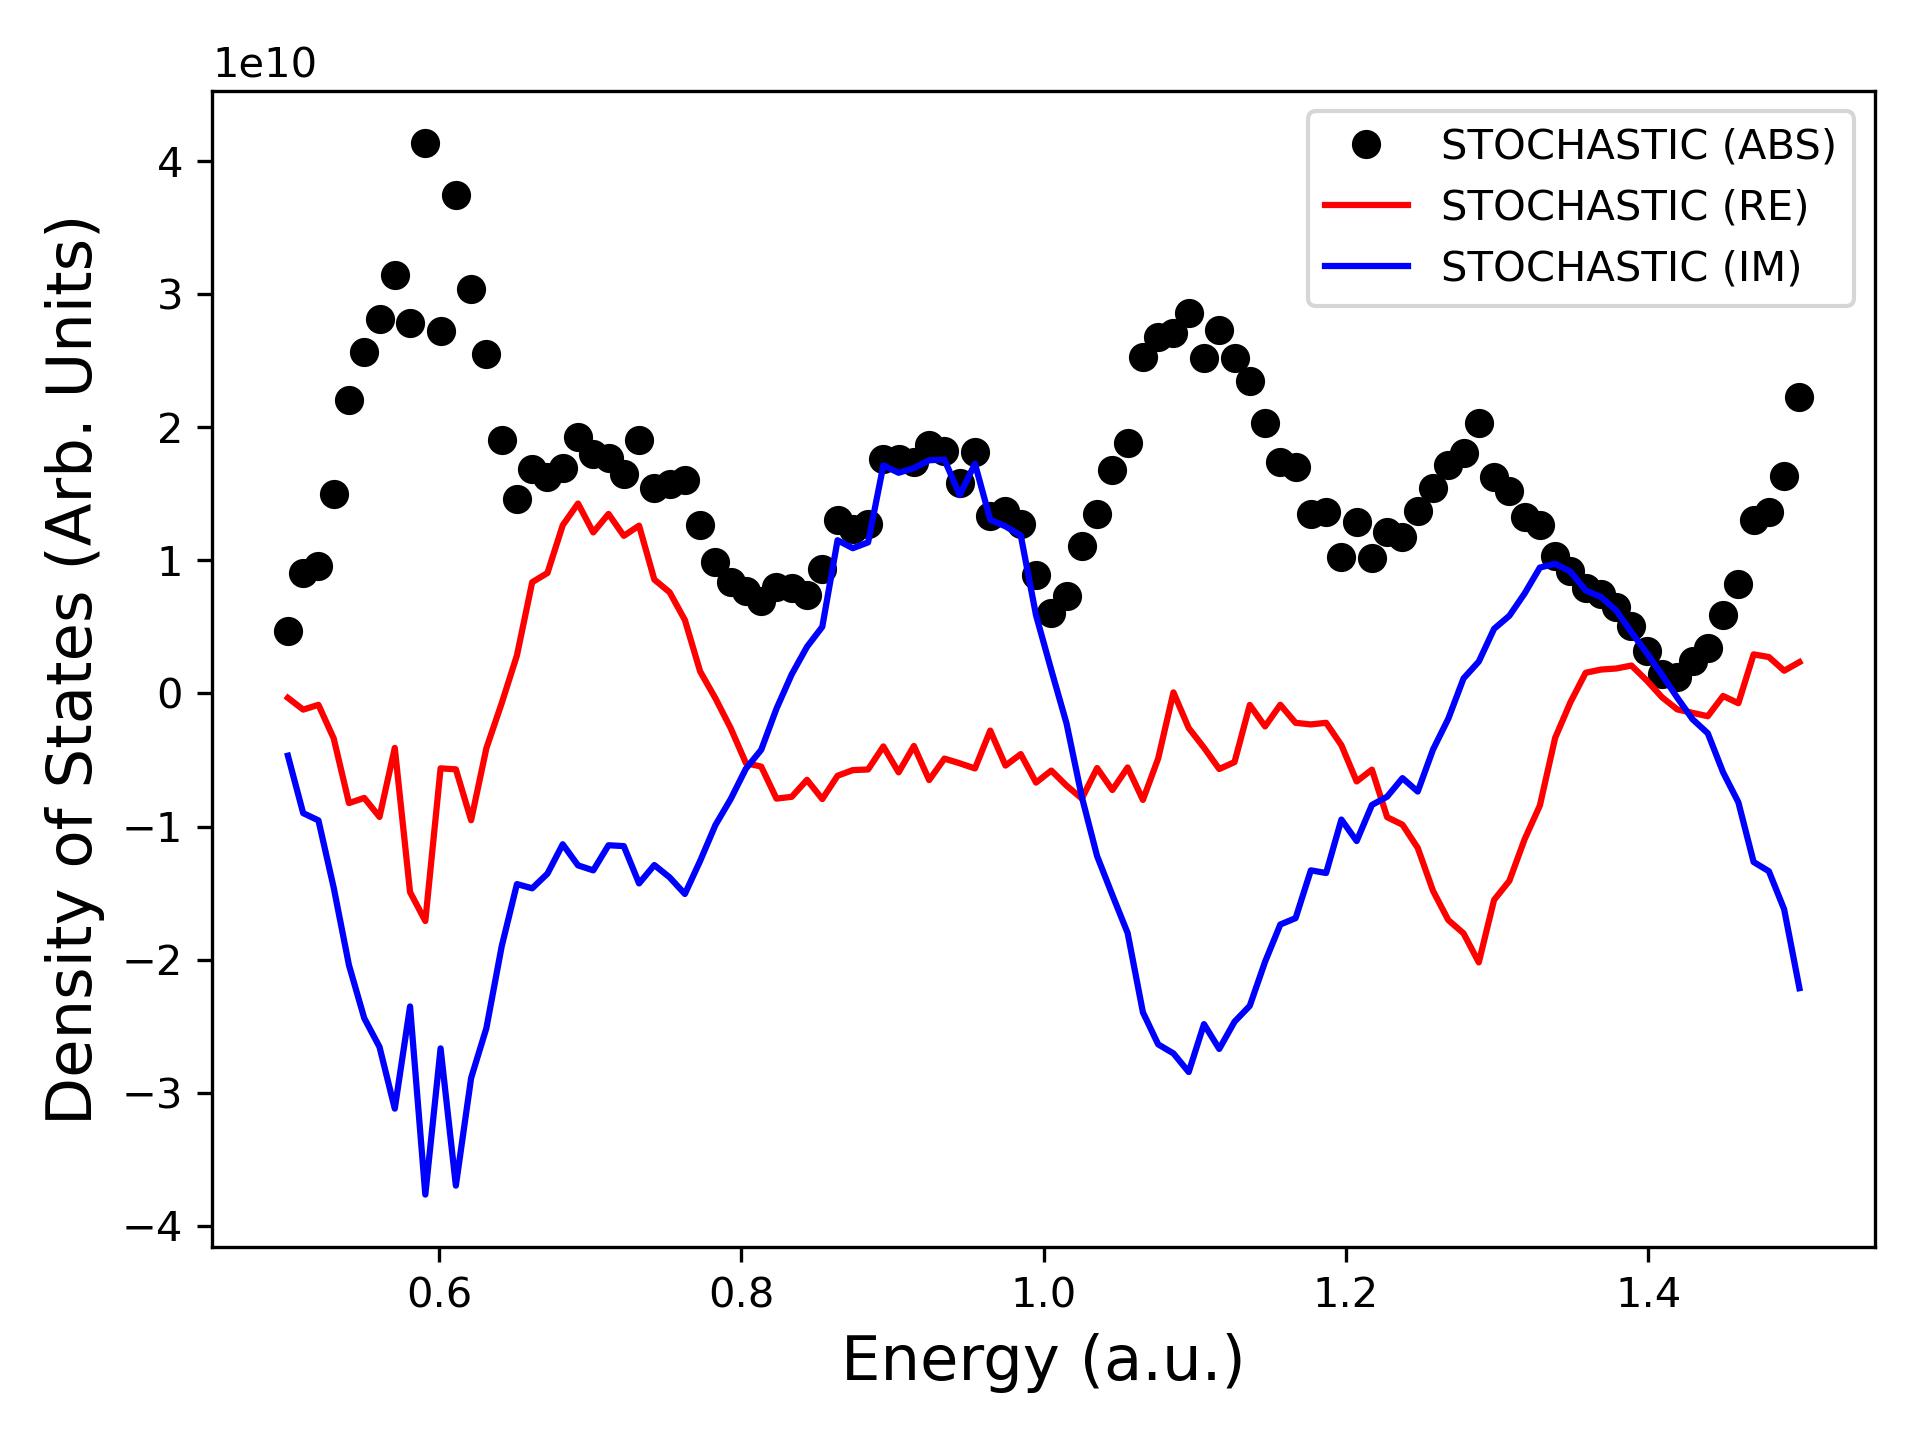 1e10
STOCHASTIC (ABS)
STOCHASTIC (RE)
STOCHASTIC (IM)
Density of States (Arb. Units)
4
3
2
1
0
−1
−2
−3
−4
0.6 0.8 1.0 1.2 1.4
Energy (a.u.)